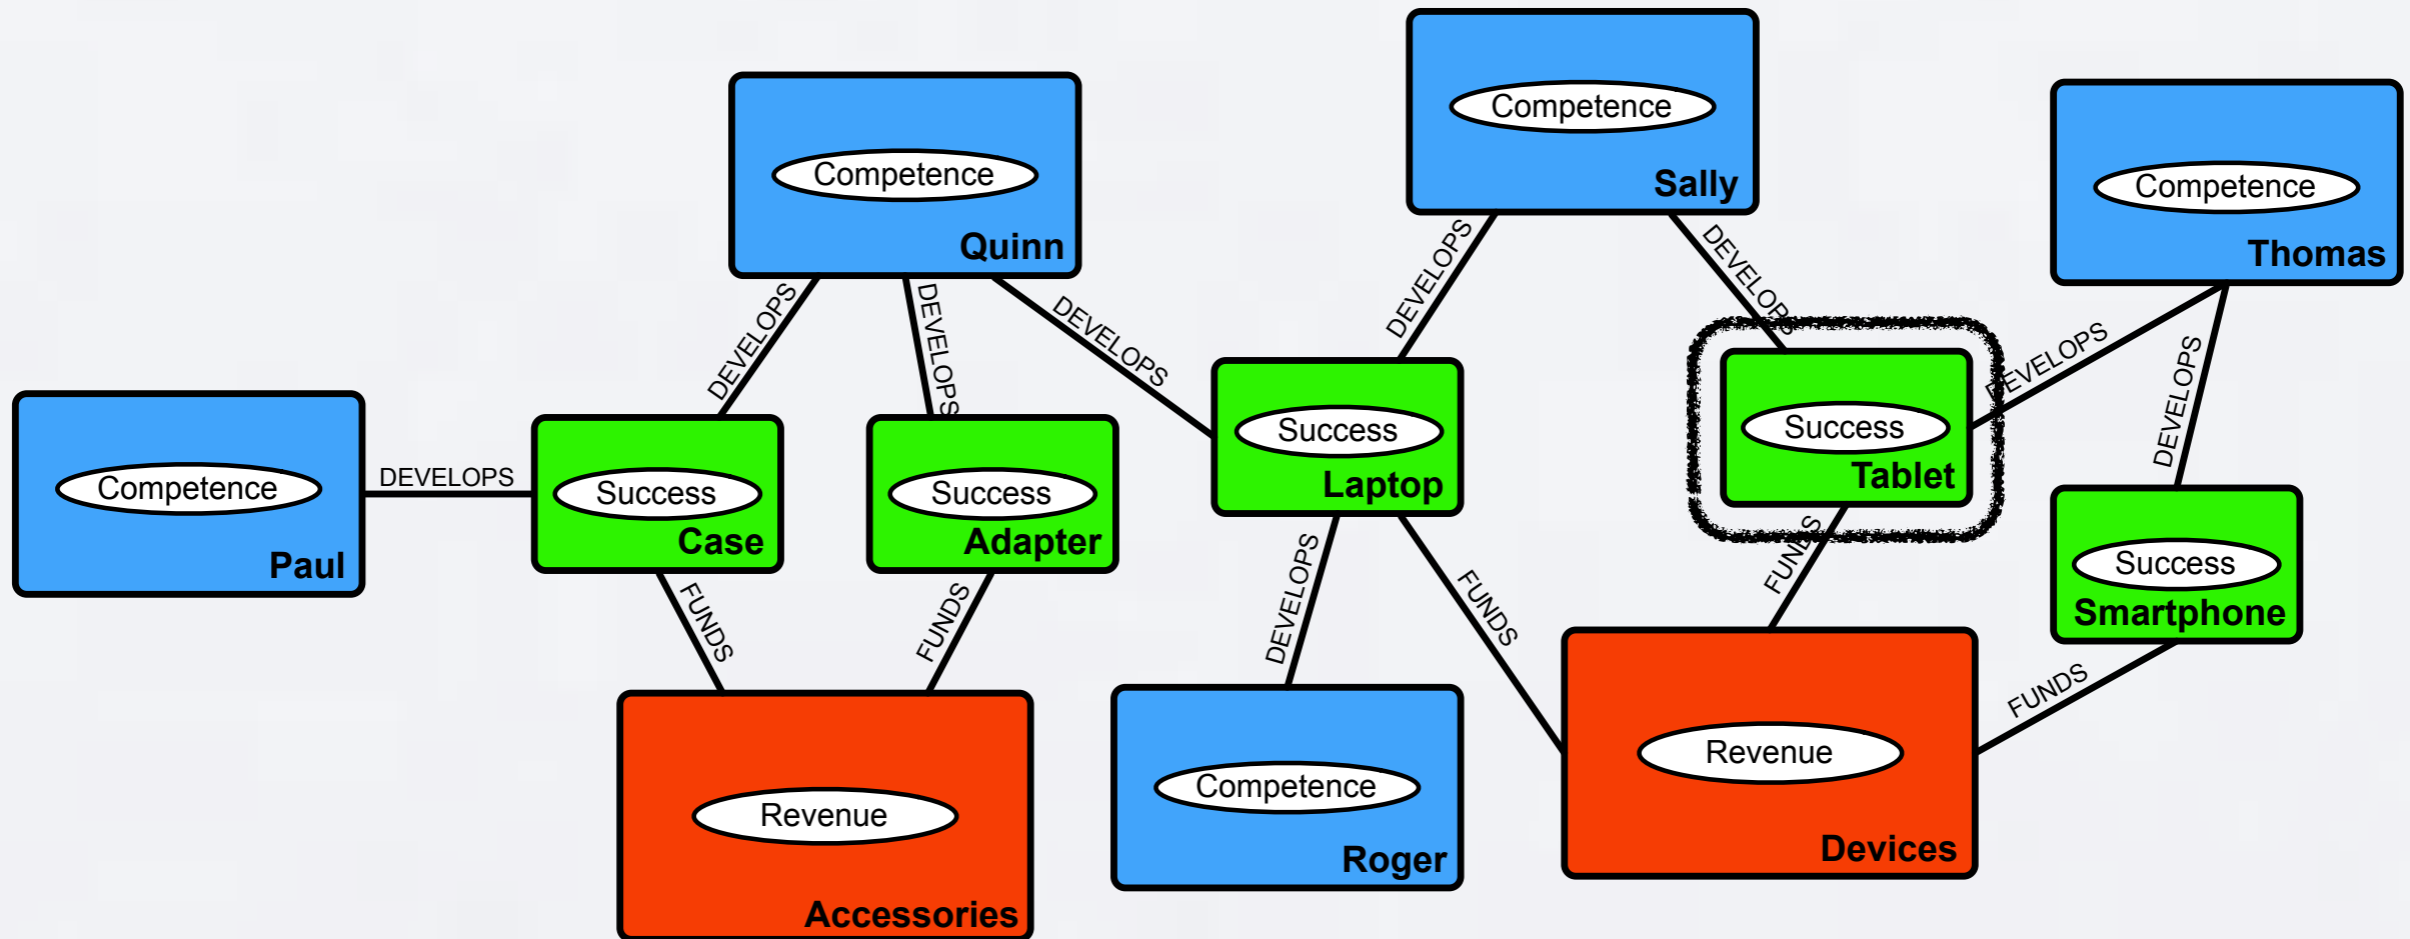 Competence
Sally
Competence
Thomas
Competence
Quinn
DEVELOPS
DEVELOPS
DEVELOPS
DEVELOPS
DEVELOPS
DEVELOPS
DEVELOPS
Competence
Paul
DEVELOPS
Success
Case
Success
Adapter
Success
Laptop
Success
Tablet
Success
Smartphone
FUNDS
FUNDS
DEVELOPS
FUNDS
FUNDS
FUNDS
Revenue
Accessories
Competence
Roger
Revenue
Devices